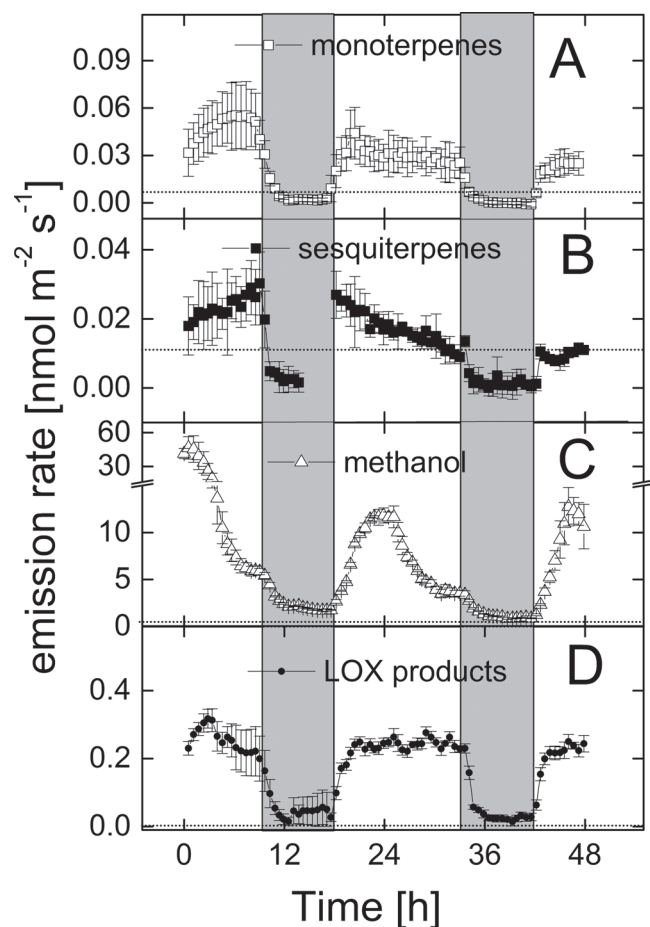 emission rate [nmol m⁻² s⁻¹]
monoterpenes
A
0.09
0.06
0.03
0.00
sesquiterpenes
B
0.04
0.02
0.00
methanol
C
60
30
10
5
0
LOX products
D
0.4
0.2
0.0
0 12 24 36 48
Time [h]